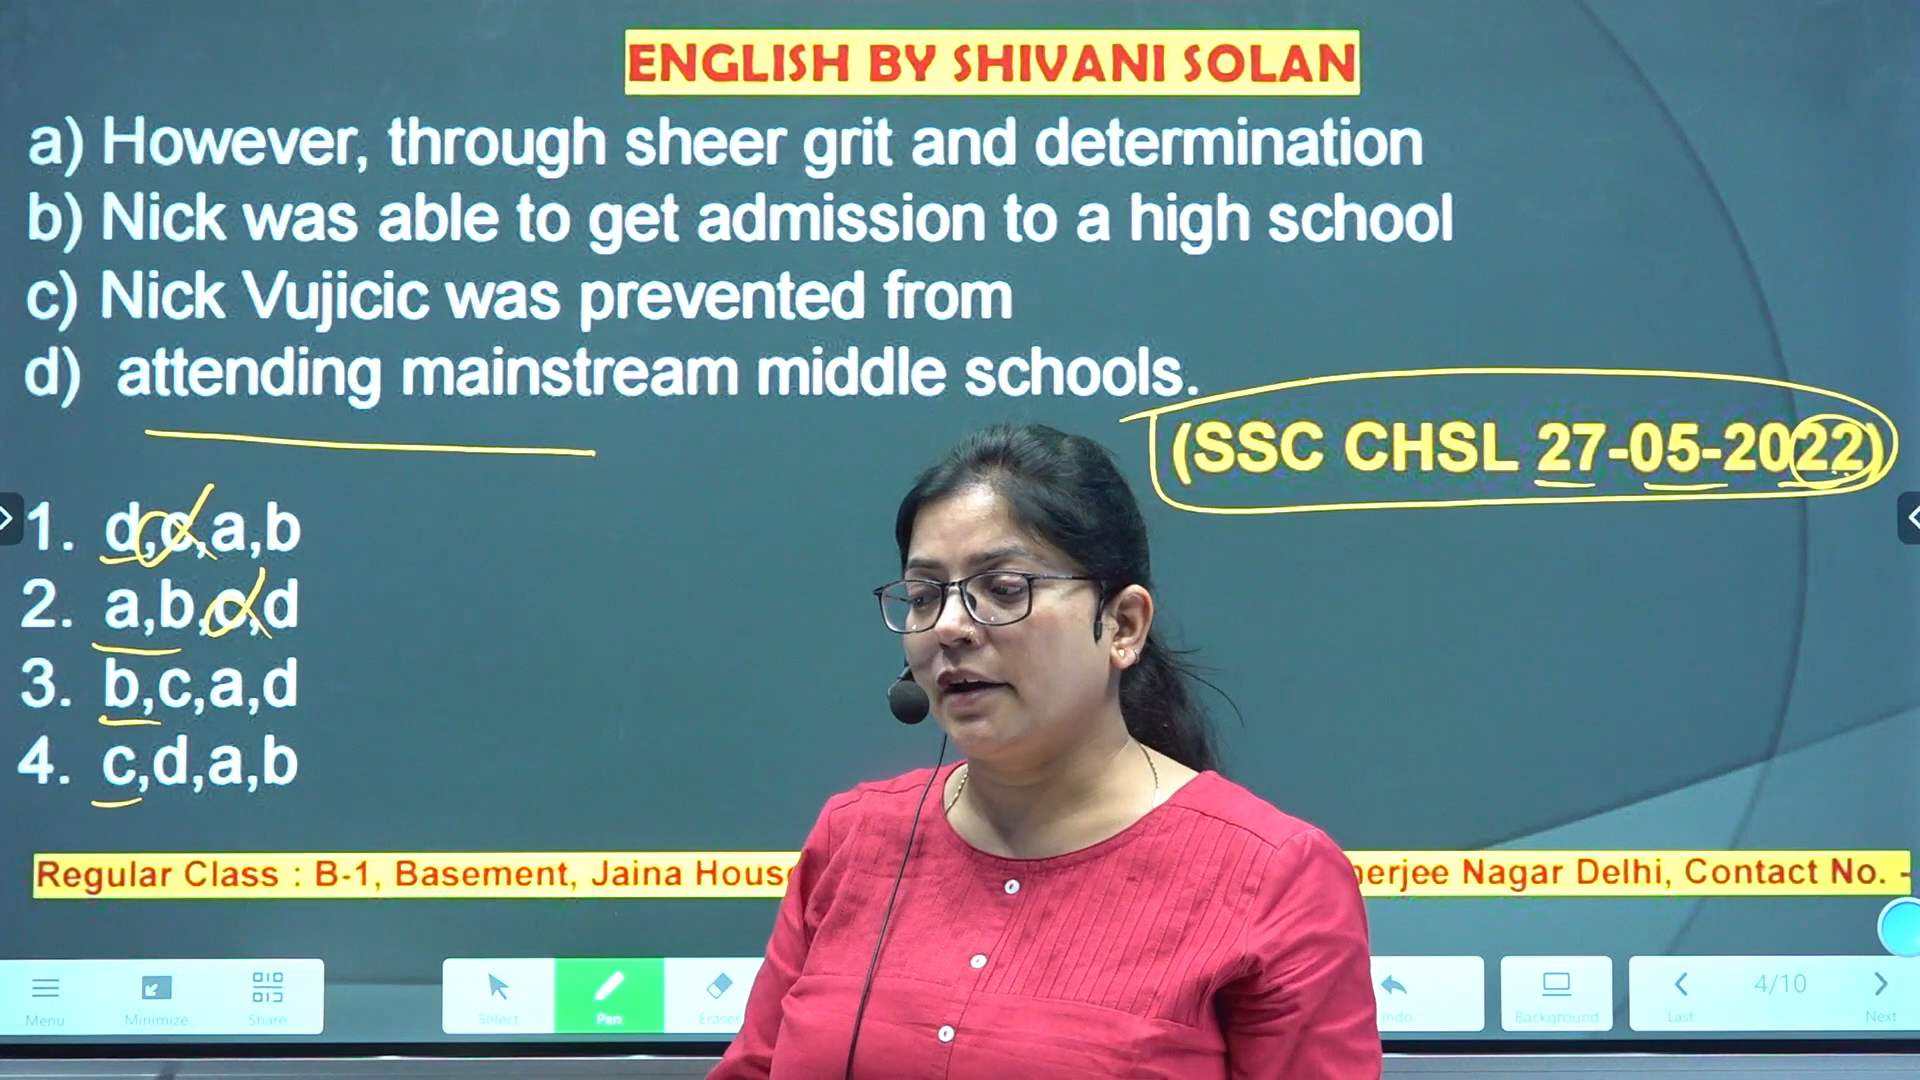 ENGLISH BY SHIVANI SOLAN
a) However, through sheer grit and determination
b) Nick was able to get admission to a high school
c) Nick Vujicic was prevented from
d) attending mainstream middle schools.
(SSC CHSL 27-05-2022)
1. d,c,a,b
2. a,b,c,d
3. b,c,a,d
4. c,d,a,b
Regular Class : B-1, Basement, Jaina House Nagar Delhi, Contact No. -
Menu Minimize Share Select Pen Eraser Undo Background Last 4/10 Next